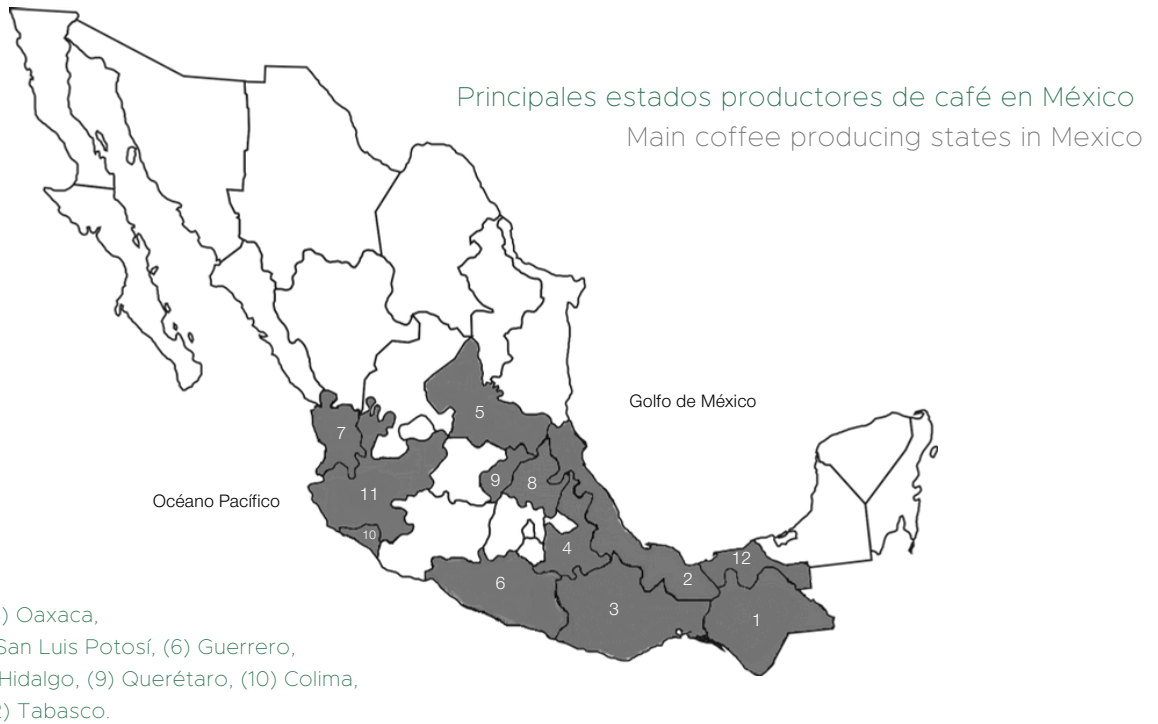 Principales estados productores de café en México
Main coffee producing states in Mexico
Golfo de México
5
7
9
8
11
Océano Pacífico
10
4
12
6
2
3
1
) Oaxaca,
San Luis Potosí, (6) Guerrero,
Hidalgo, (9) Querétaro, (10) Colima,
) Tabasco.